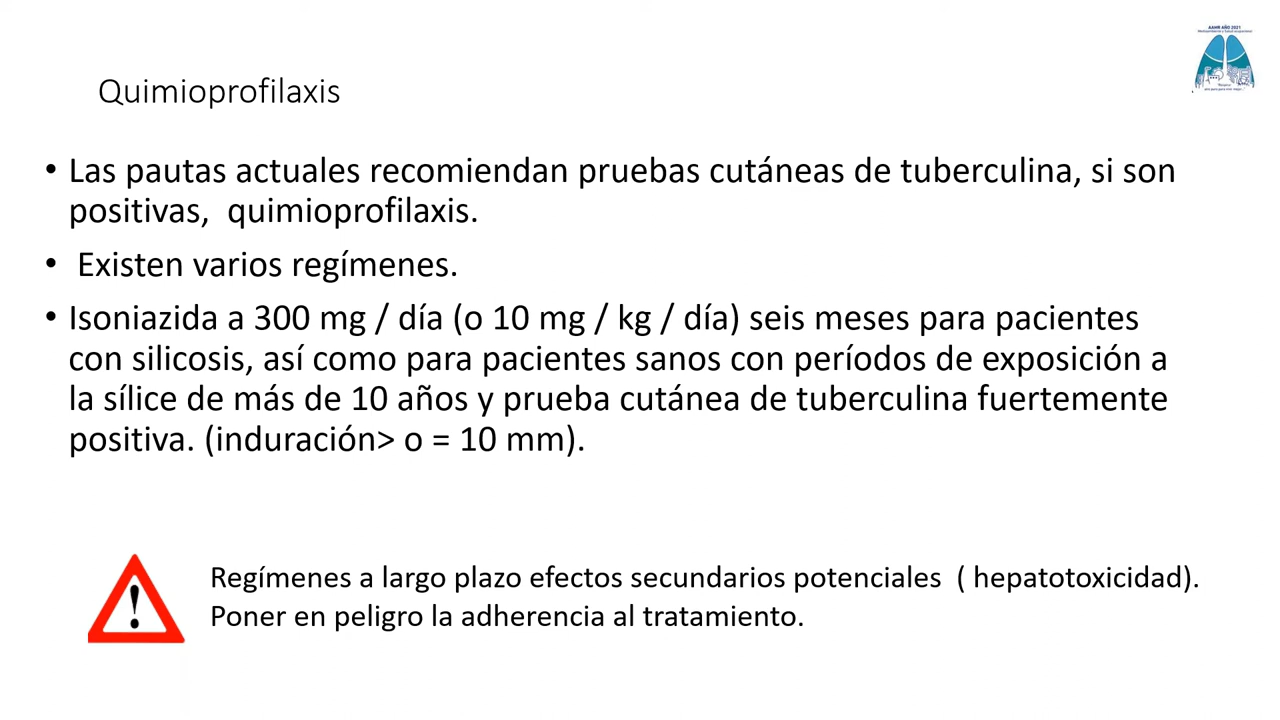 AAMR AÑO 2021
Quimioprofilaxis
• Las pautas actuales recomiendan pruebas cutáneas de tuberculina, si son
positivas,  quimioprofilaxis.
•  Existen varios regímenes.
• Isoniazida a 300 mg / día (o 10 mg / kg / día) seis meses para pacientes
con silicosis, así como para pacientes sanos con períodos de exposición a
la sílice de más de 10 años y prueba cutánea de tuberculina fuertemente
positiva. (induración> o = 10 mm).
Regímenes a largo plazo efectos secundarios potenciales  ( hepatotoxicidad).
Poner en peligro la adherencia al tratamiento.